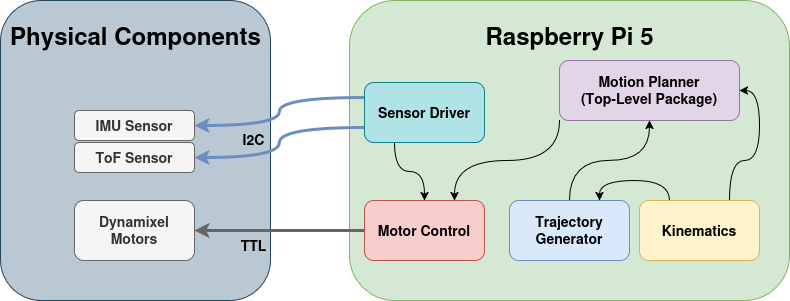 Physical Components
Raspberry Pi 5
Motion Planner
(Top-Level Package)
Sensor Driver
IMU Sensor
I2C
ToF Sensor
Dynamixel
Motors
TTL
Motor Control
Trajectory
Generator
Kinematics